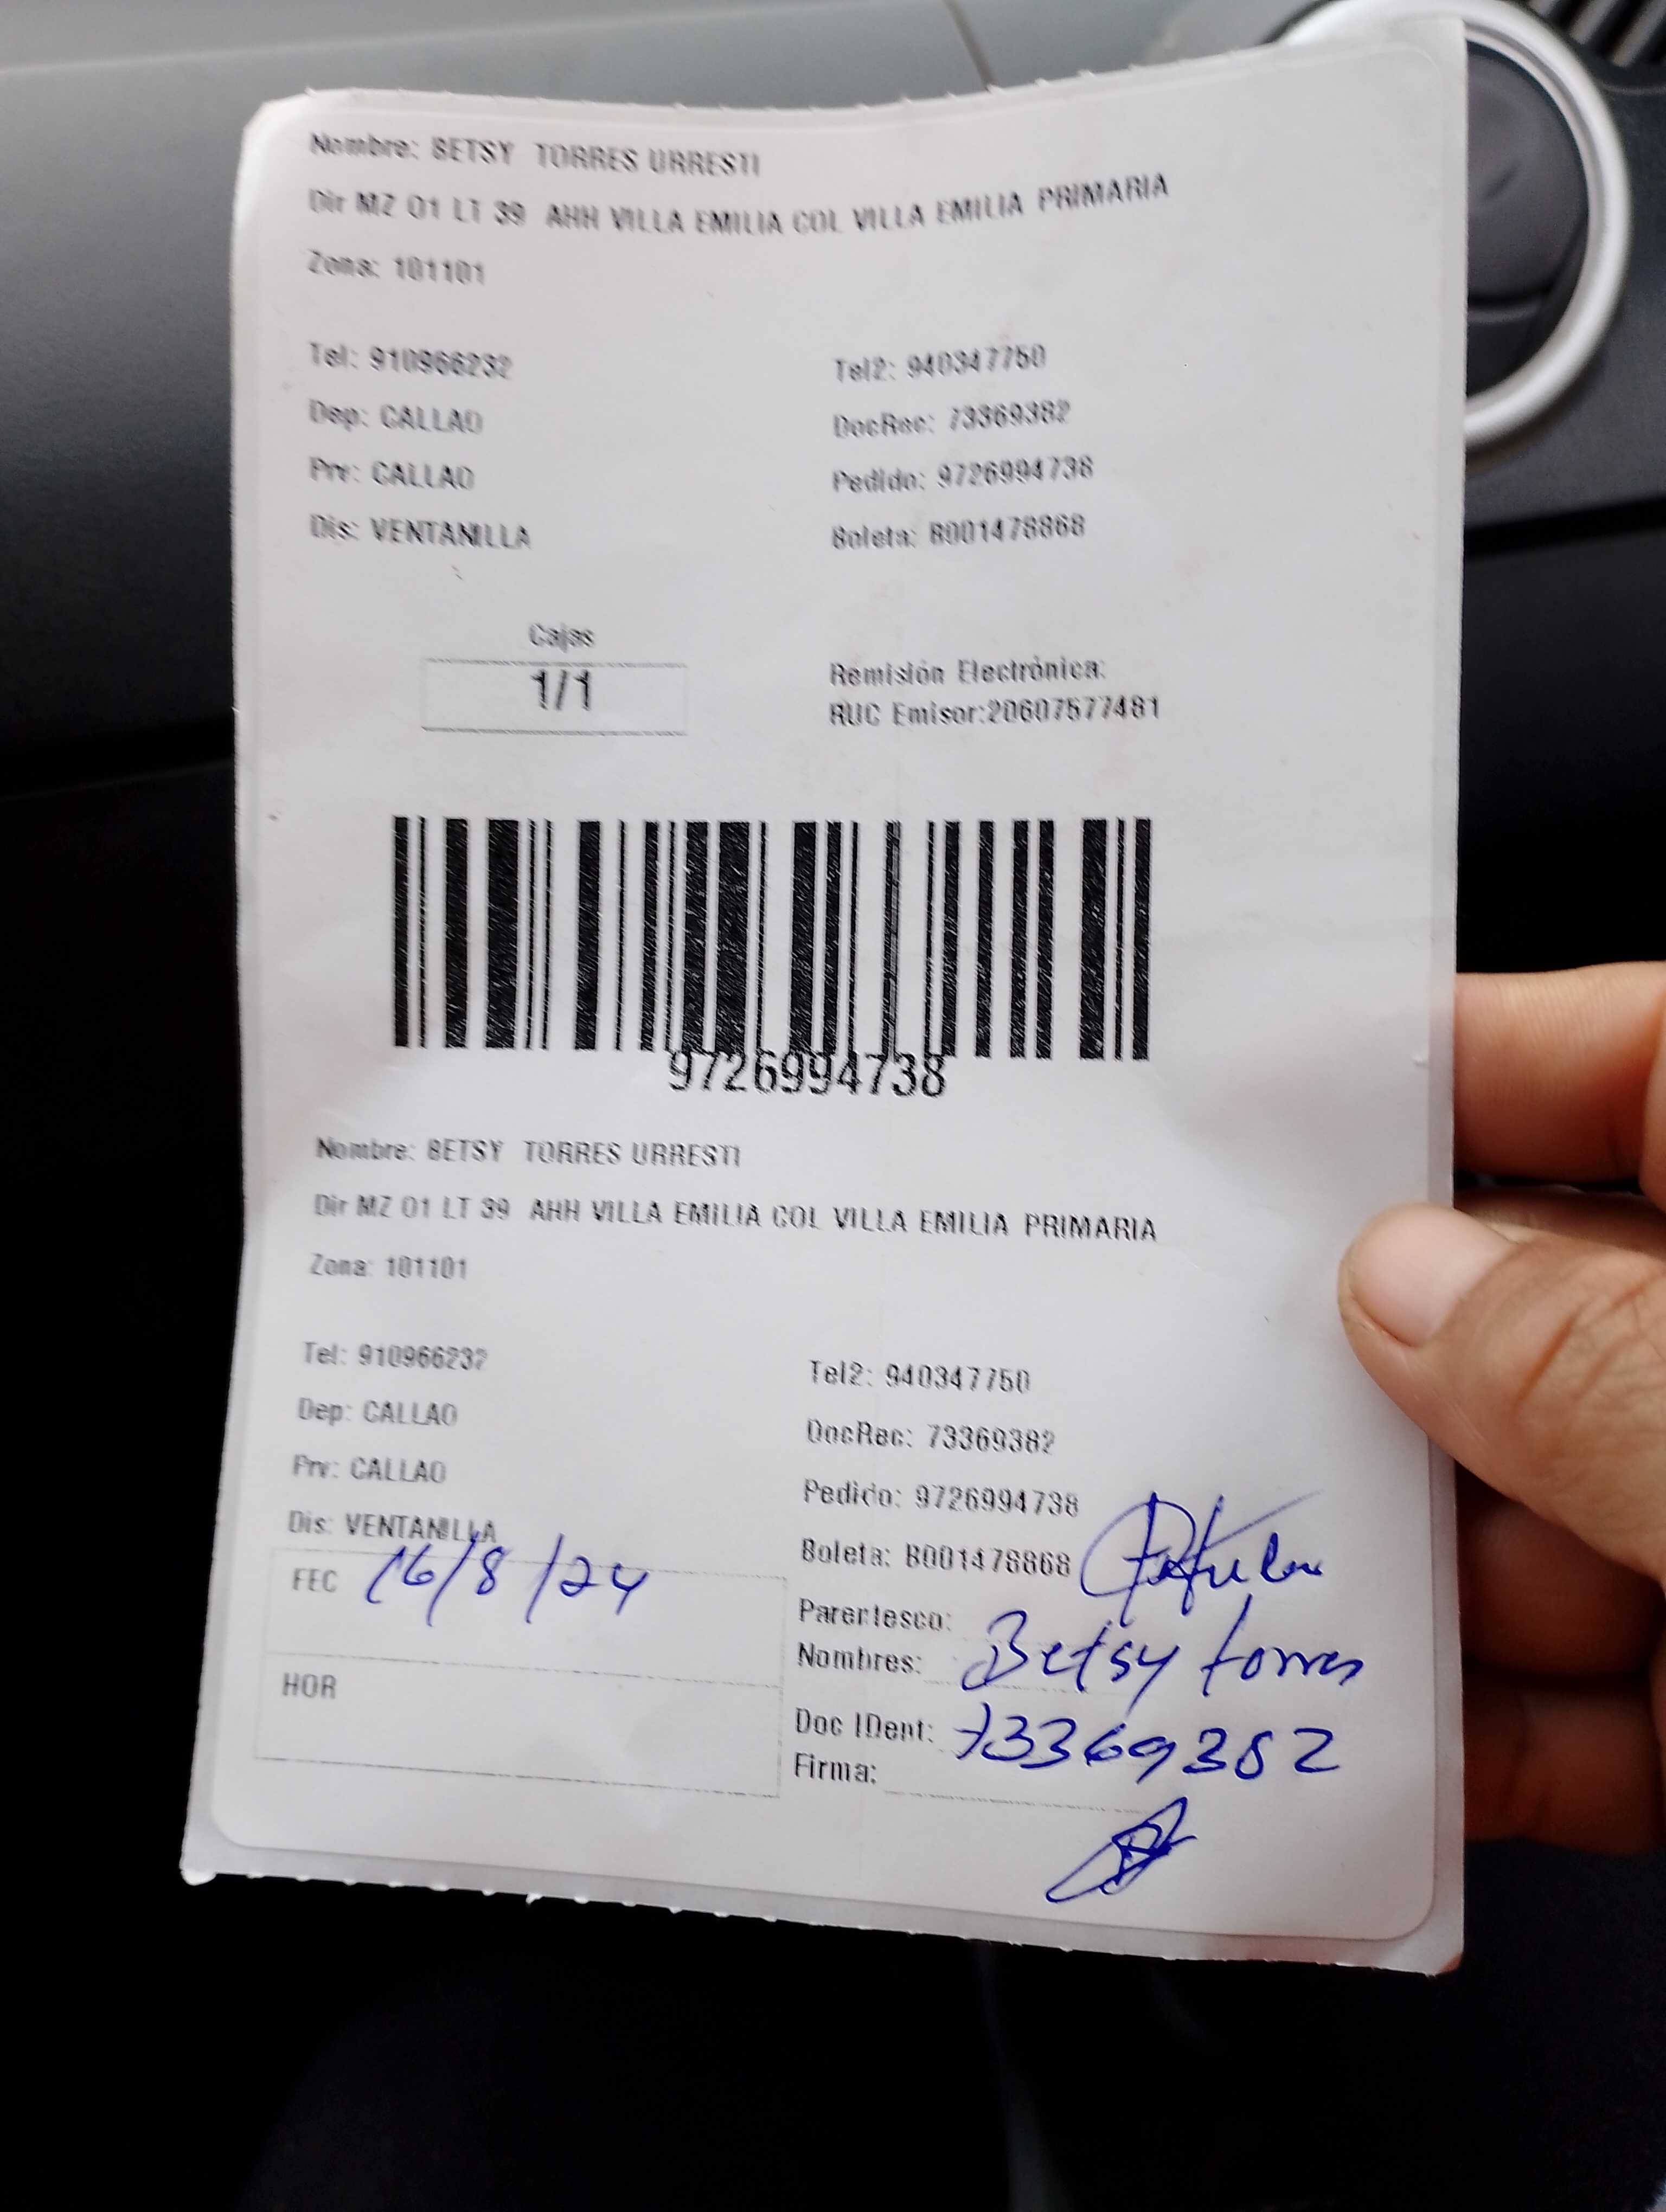 Nombre: BETSY TORRES URRESTI
Dir MZ O1 LT 39 AHH VILLA EMILIA COL VILLA EMILIA PRIMARIA
Zona: 101101
Tel: 910966232 Tel2: 940347750
Dep: CALLAO DocRec: 73369382
Prv: CALLAO Pedido: 9726994738
Dis: VENTANILLA Boleta: B001478868
Cajas
1/1
Remisión Electrónica:
RUC Emisor:20607577481
9726994738
Nombre: BETSY TORRES URRESTI
Dir MZ O1 LT 39 AHH VILLA EMILIA COL VILLA EMILIA PRIMARIA
Zona: 101101
Tel: 910966232 Tel2: 940347750
Dep: CALLAO DocRec: 73369382
Prv: CALLAO Pedido: 9726994738
Dis: VENTANILLA Boleta: B001478868
FEC 16/8/24
HOR
Parentesco:
Nombres: Betsy torres
Doc IDent: 73369382
Firma: